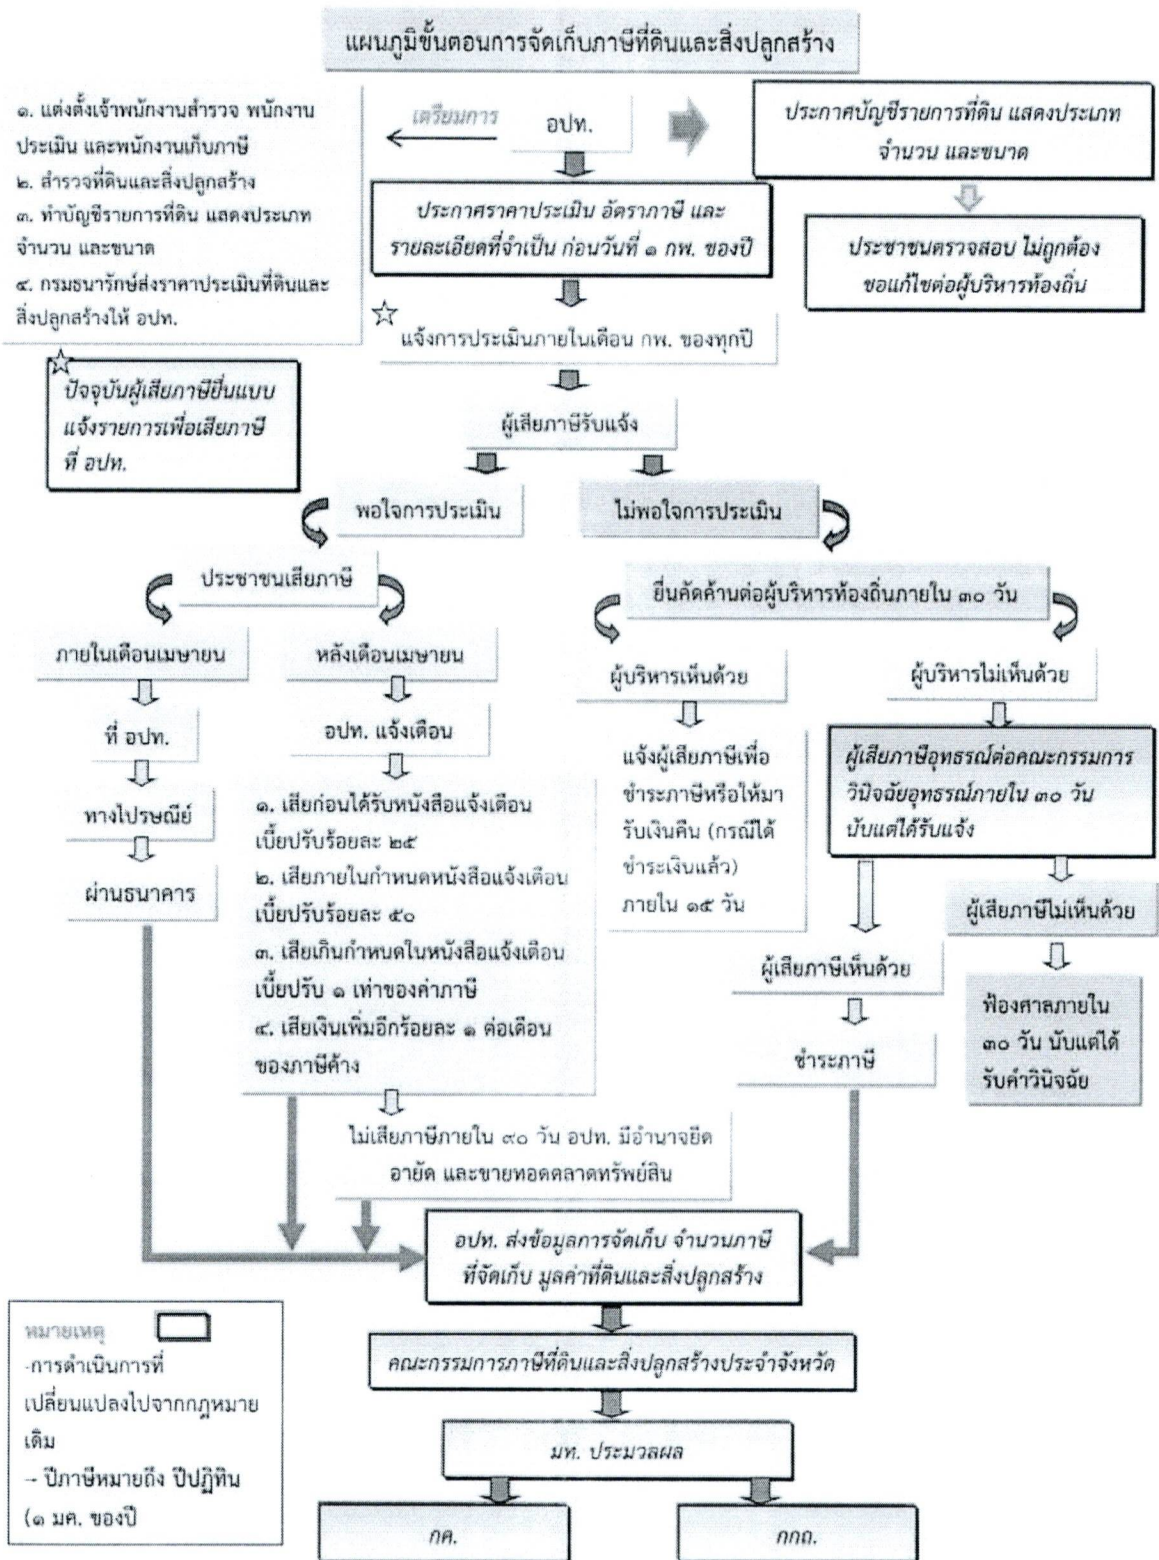 แผนภูมิขั้นตอนการจัดเก็บภาษีที่ดินและสิ่งปลูกสร้าง
๑. แต่งตั้งเจ้าพนักงานสำรวจ พนักงาน
ประเมิน และพนักงานเก็บภาษี
๒. สำรวจที่ดินและสิ่งปลูกสร้าง
๓. ทำบัญชีรายการที่ดิน แสดงประเภท
จำนวน และขนาด
๔. กรมธนารักษ์ส่งราคาประเมินที่ดินและ
สิ่งปลูกสร้างให้ อปท.
เตรียมการ
อปท.
ประกาศบัญชีรายการที่ดิน แสดงประเภท
จำนวน และขนาด
ประชาชนตรวจสอบ ไม่ถูกต้อง
ขอแก้ไขต่อผู้บริหารท้องถิ่น
ประกาศราคาประเมิน อัตราภาษี และ
รายละเอียดที่จำเป็น ก่อนวันที่ ๑ กพ. ของปี
แจ้งการประเมินภายในเดือน กพ. ของทุกปี
ปัจจุบันผู้เสียภาษียื่นแบบ
แจ้งรายการเพื่อเสียภาษี
ที่ อปท.
ผู้เสียภาษีรับแจ้ง
พอใจการประเมิน
ไม่พอใจการประเมิน
ประชาชนเสียภาษี
ยื่นคัดค้านต่อผู้บริหารท้องถิ่นภายใน ๓๐ วัน
ภายในเดือนเมษายน
หลังเดือนเมษายน
ผู้บริหารเห็นด้วย
ผู้บริหารไม่เห็นด้วย
ที่ อปท.
ทางไปรษณีย์
ผ่านธนาคาร
อปท. แจ้งเตือน
๑. เสียก่อนได้รับหนังสือแจ้งเตือน
เบี้ยปรับร้อยละ ๒๕
๒. เสียภายในกำหนดหนังสือแจ้งเตือน
เบี้ยปรับร้อยละ ๕๐
๓. เสียเกินกำหนดในหนังสือแจ้งเตือน
เบี้ยปรับ ๑ เท่าของค่าภาษี
๔. เสียเงินเพิ่มอีกร้อยละ ๑ ต่อเดือน
ของภาษีค้าง
แจ้งผู้เสียภาษีเพื่อ
ชำระภาษีหรือให้มา
รับเงินคืน (กรณีได้
ชำระเงินแล้ว)
ภายใน ๑๕ วัน
ผู้เสียภาษีอุทธรณ์ต่อคณะกรรมการ
วินิจฉัยอุทธรณ์ภายใน ๓๐ วัน
นับแต่ได้รับแจ้ง
ผู้เสียภาษีไม่เห็นด้วย
ผู้เสียภาษีเห็นด้วย
ฟ้องศาลภายใน
๓๐ วัน นับแต่ได้
รับคำวินิจฉัย
ชำระภาษี
ไม่เสียภาษีภายใน ๙๐ วัน อปท. มีอำนาจยึด
อายัด และขายทอดตลาดทรัพย์สิน
อปท. ส่งข้อมูลการจัดเก็บ จำนวนภาษี
ที่จัดเก็บ มูลค่าที่ดินและสิ่งปลูกสร้าง
คณะกรรมการภาษีที่ดินและสิ่งปลูกสร้างประจำจังหวัด
มท. ประมวลผล
กค.
กกถ.
หมายเหตุ
-การดำเนินการที่
เปลี่ยนแปลงไปจากกฎหมาย
เดิม
– ปีภาษีหมายถึง ปีปฏิทิน
(๑ มค. ของปี